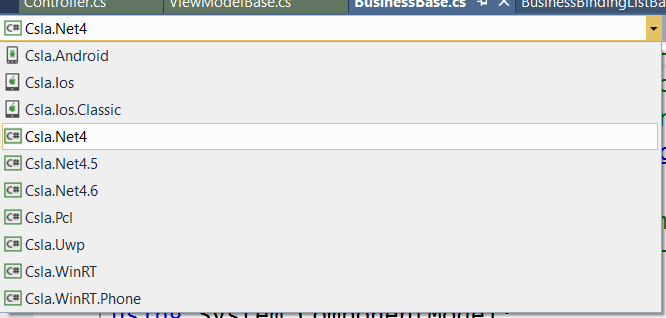 Controller.cs ViewModelBase.cs BusinessBase.cs BusinessBindingListBa
C# Csla.Net4
Csla.Android
Csla.Ios
Csla.Ios.Classic
C# Csla.Net4
C# Csla.Net4.5
C# Csla.Net4.6
C# Csla.Pcl
C# Csla.Uwp
C# Csla.WinRT
C# Csla.WinRT.Phone
using System.ComponentModel;